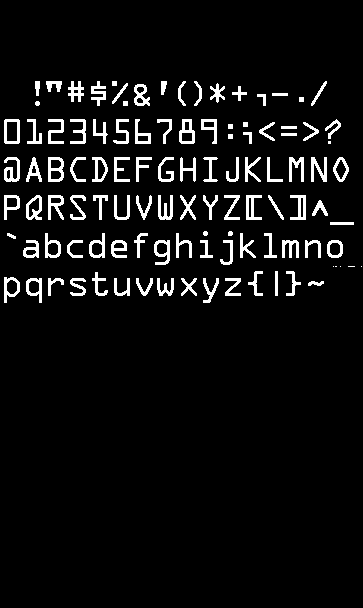 !"#$%&'()*+,-./
0123456789:;<=>?
@ABCDEFGHIJKLMNO
PQRSTUVWXYZ[\]^_
`abcdefghijklmno
pqrstuvwxyz{|}~